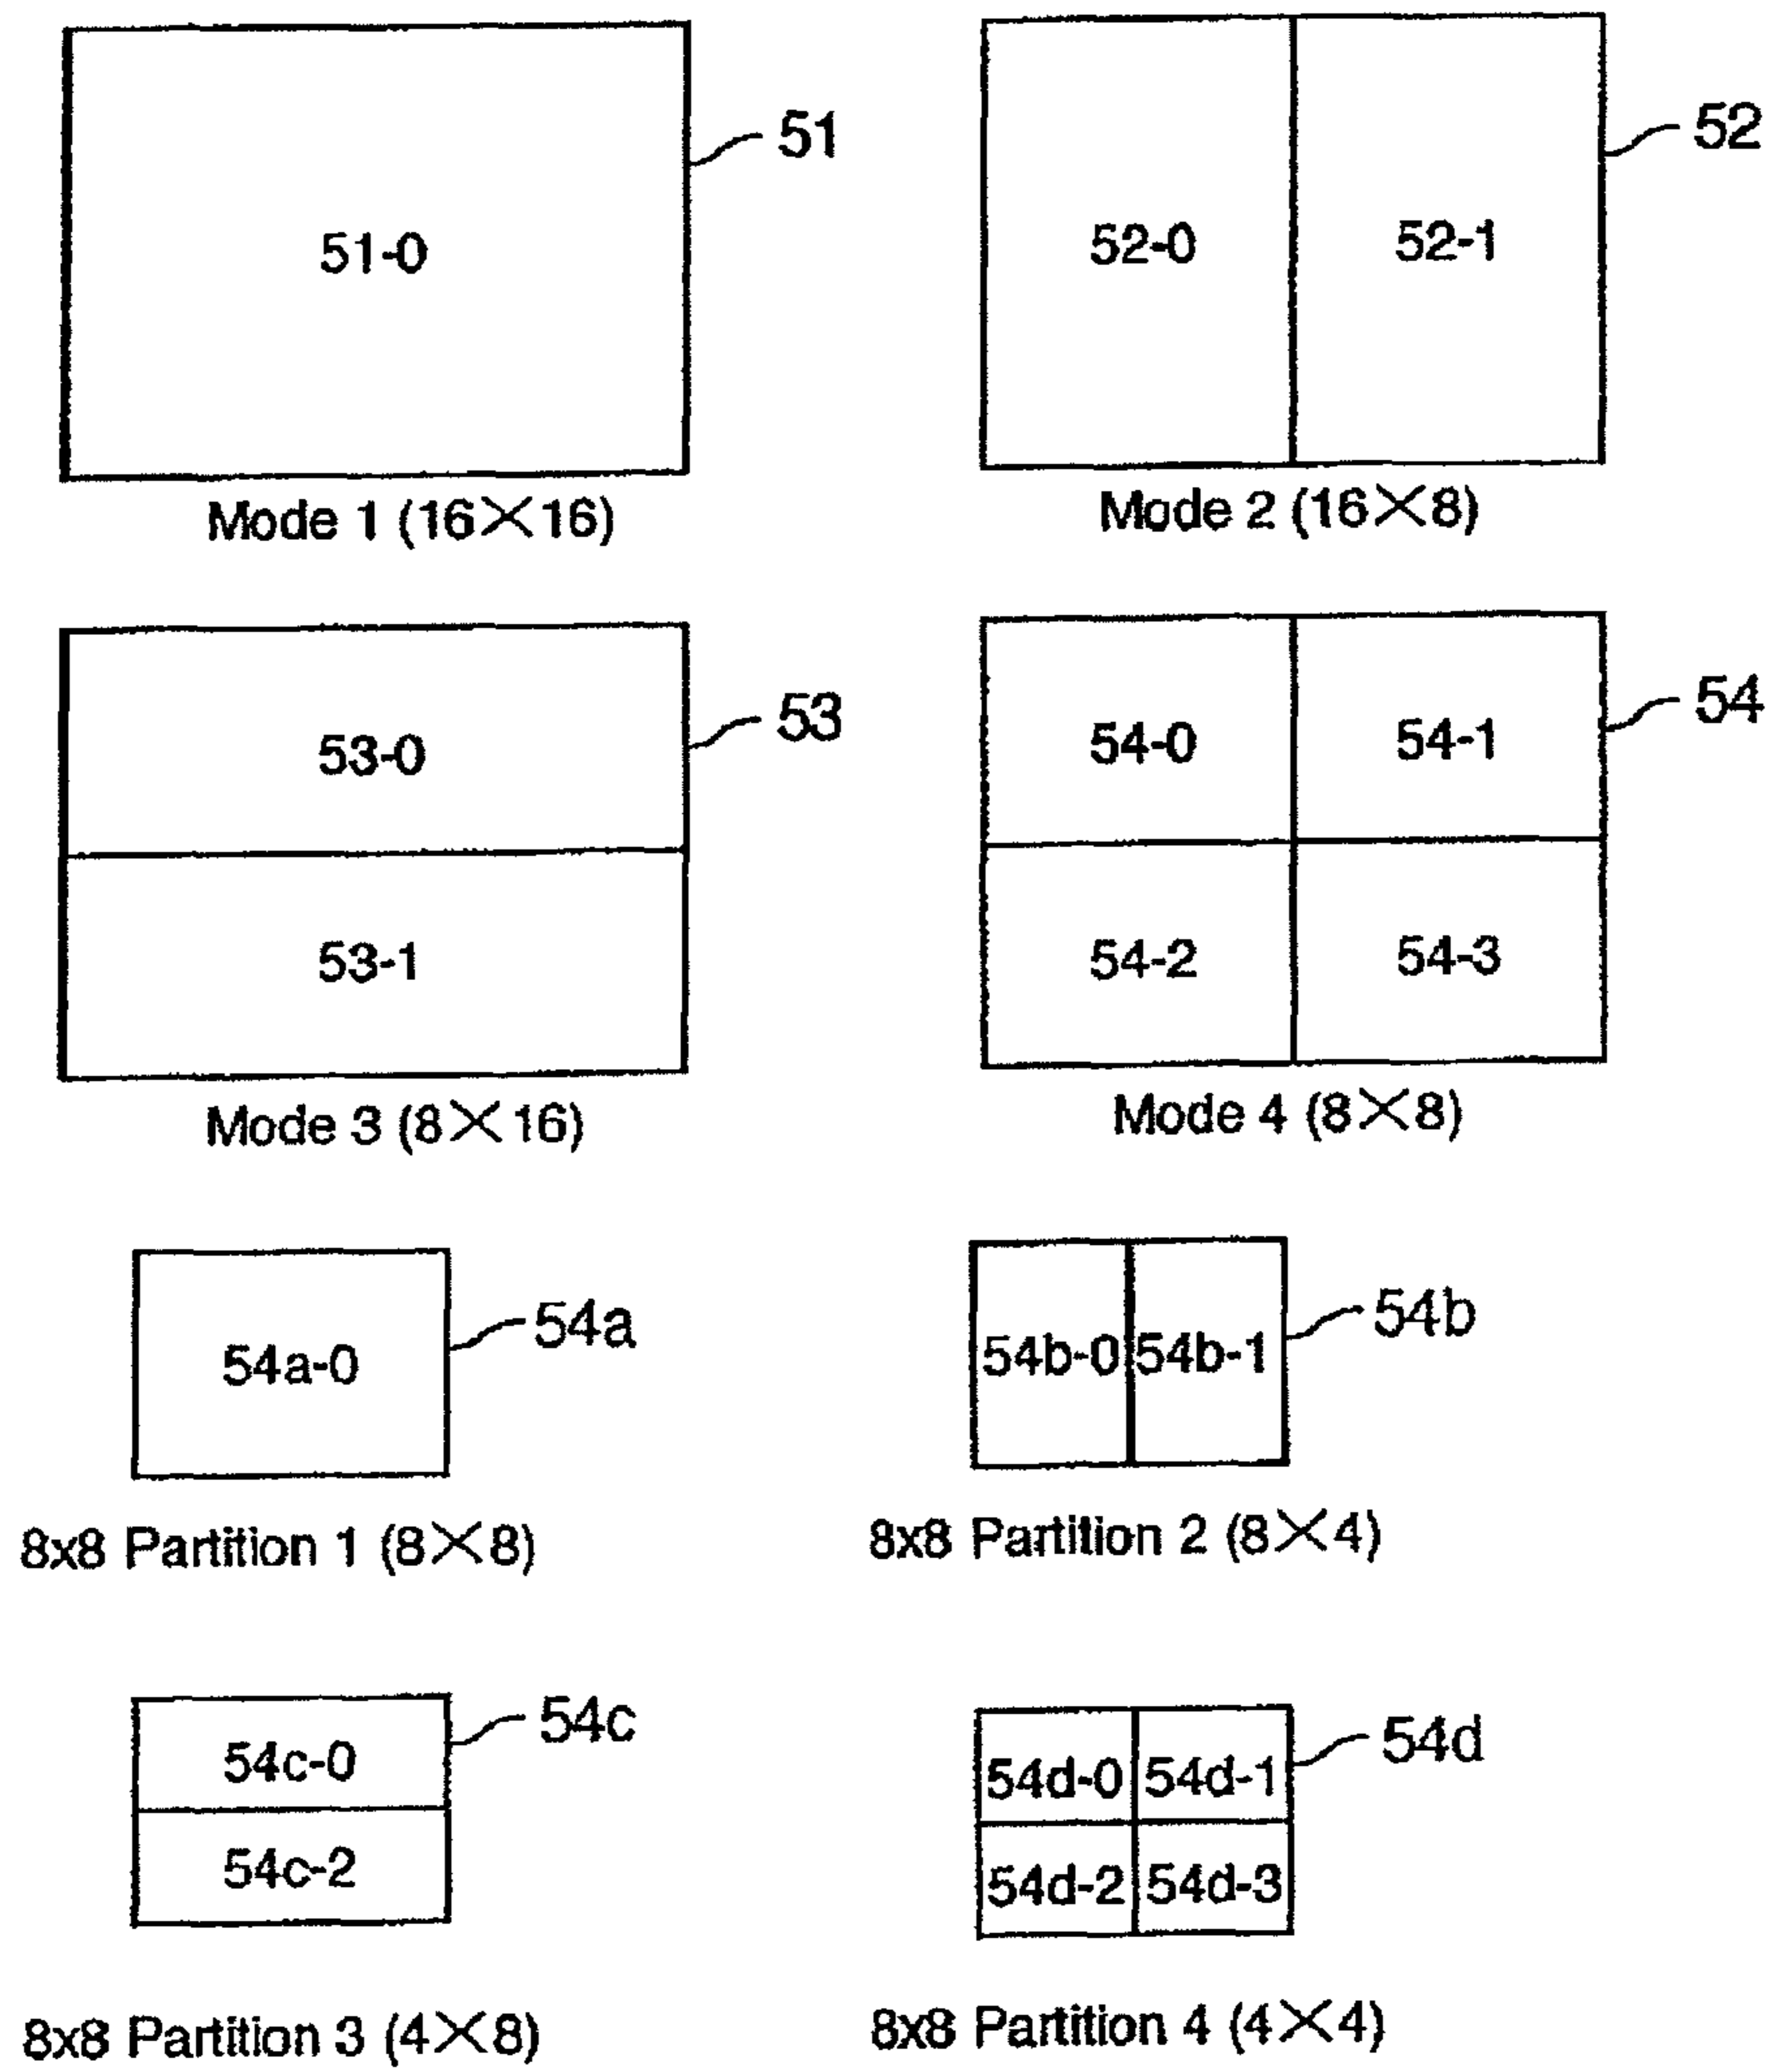 51
51-0
Mode 1 (16×16)
52
52-0 52-1
Mode 2 (16×8)
53
53-0
53-1
Mode 3 (8×16)
54
54-0 54-1
54-2 54-3
Mode 4 (8×8)
54a
54a-0
8x8 Partition 1 (8×8)
54b
54b-0 54b-1
8x8 Partition 2 (8×4)
54c
54c-0
54c-2
8x8 Partition 3 (4×8)
54d
54d-0 54d-1
54d-2 54d-3
8x8 Partition 4 (4×4)